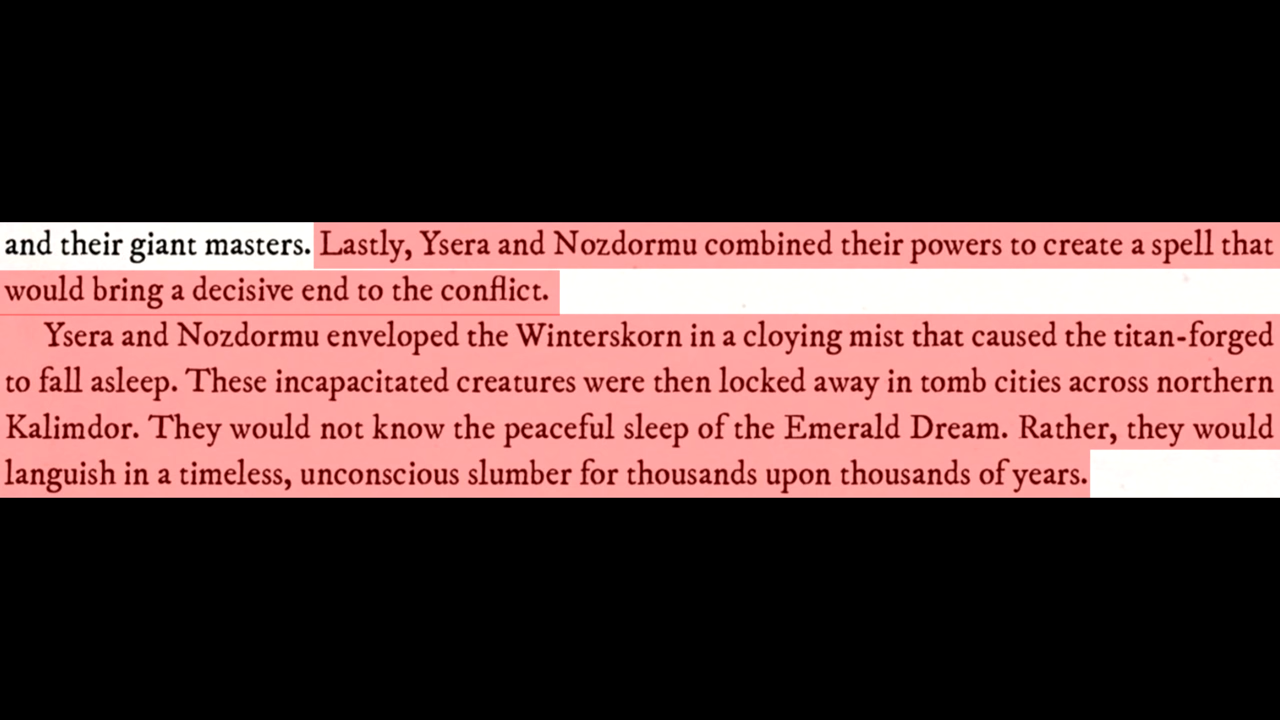 and their giant masters. Lastly, Ysera and Nozdormu combined their powers to create a spell that
would bring a decisive end to the conflict.
Ysera and Nozdormu enveloped the Winterskorn in a cloying mist that caused the titan-forged
to fall asleep. These incapacitated creatures were then locked away in tomb cities across northern
Kalimdor. They would not know the peaceful sleep of the Emerald Dream. Rather, they would
languish in a timeless, unconscious slumber for thousands upon thousands of years.